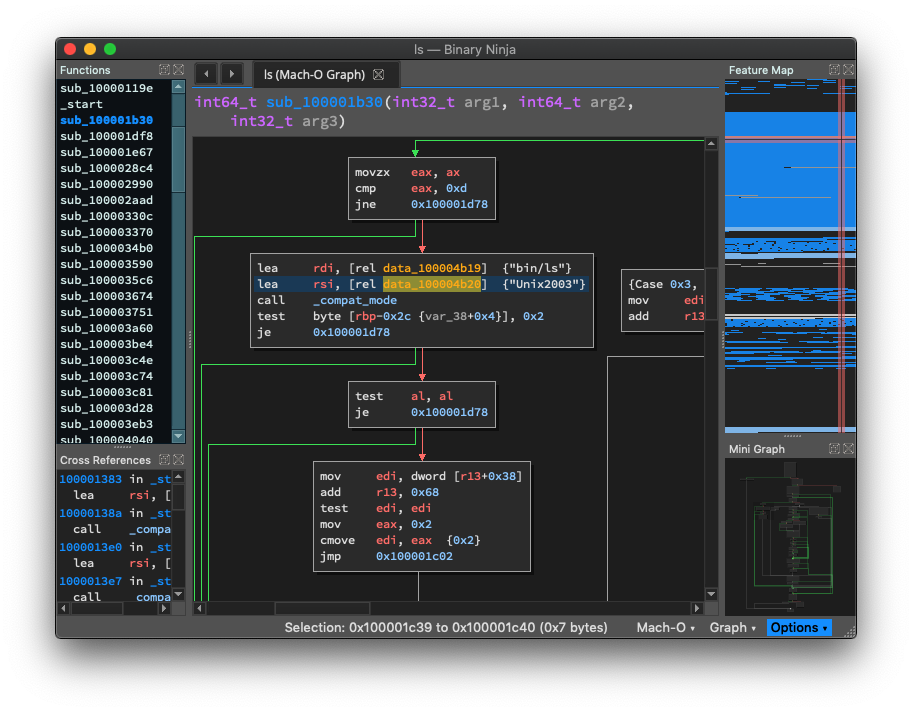 ls — Binary Ninja
Functions
sub_10000119e
_start
sub_100001b30
sub_100001df8
sub_100001e67
sub_1000028c4
sub_100002990
sub_100002aad
sub_10000330c
sub_100003370
sub_1000034b0
sub_100003590
sub_1000035c6
sub_100003674
sub_100003751
sub_100003a60
sub_100003be4
sub_100003c4e
sub_100003c74
sub_100003c81
sub_100003d28
sub_100003eb3
sub_100004040
Cross References
100001383 in _st
lea rsi, [
10000138a in _st
call _compa
1000013e0 in _st
lea rsi, [
1000013e7 in _st
call _compa
ls (Mach-O Graph)
int64_t sub_100001b30(int32_t arg1, int64_t arg2,
int32_t arg3)
movzx eax, ax
cmp eax, 0xd
jne 0x100001d78
lea rdi, [rel data_100004b19] {"bin/ls"}
lea rsi, [rel data_100004b20] {"Unix2003"}
call _compat_mode
test byte [rbp-0x2c {var_38+0x4}], 0x2
je 0x100001d78
{Case 0x3,
mov edi
add r13
test al, al
je 0x100001d78
mov edi, dword [r13+0x38]
add r13, 0x68
test edi, edi
mov eax, 0x2
cmove edi, eax {0x2}
jmp 0x100001c02
Feature Map
Mini Graph
Selection: 0x100001c39 to 0x100001c40 (0x7 bytes)
Mach-O
Graph
Options